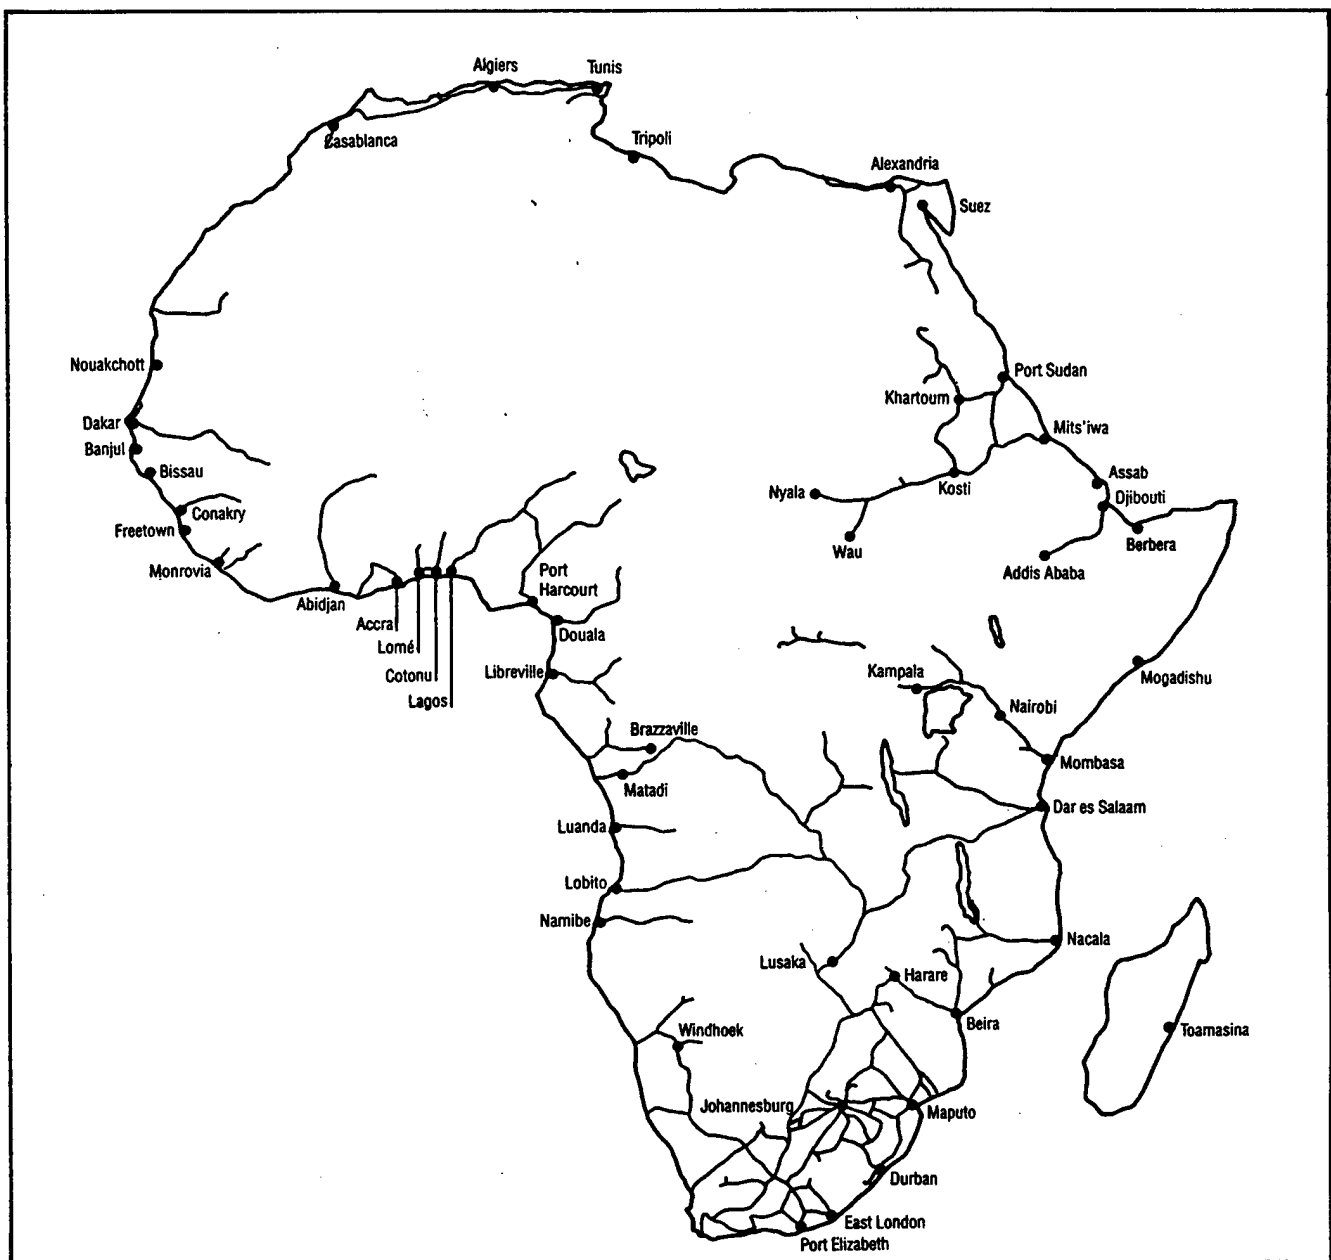 Algiers
Tunis
Casablanca
Tripoli
Alexandria
Suez
Nouakchott
Port Sudan
Dakar
Khartoum
Mits'iwa
Banjul
Bissau
Assab
Nyala
Kosti
Djibouti
Conakry
Freetown
Wau
Berbera
Monrovia
Addis Ababa
Port
Harcourt
Abidjan
Accra
Douala
Lomé
Cotonu
Libreville
Kampala
Mogadishu
Lagos
Nairobi
Brazzaville
Mombasa
Matadi
Dar es Salaam
Luanda
Lobito
Namibe
Nacala
Lusaka
Harare
Beira
Windhoek
Toamasina
Johannesburg
Maputo
Durban
East London
Port Elizabeth